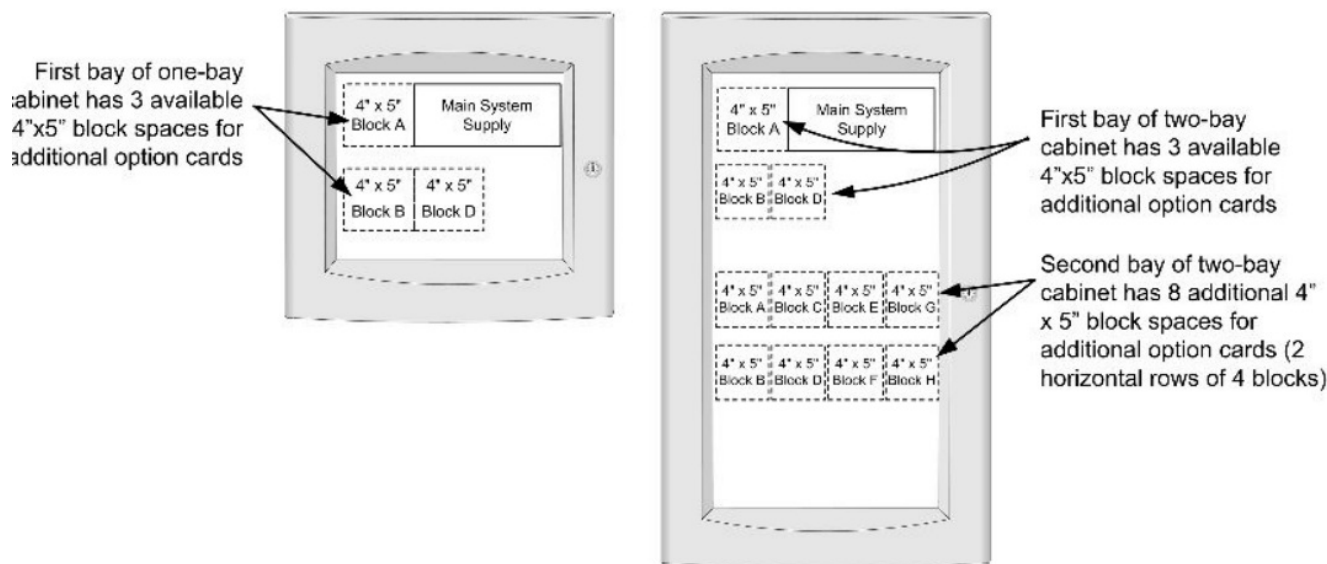 First bay of one-bay
cabinet has 3 available
4"x5" block spaces for
additional option cards
4" x 5"
Block A
Main System
Supply
4" x 5"
Block B
4" x 5"
Block D
4" x 5"
Block A
Main System
Supply
4" x 5"
Block B
4" x 5"
Block D
4" x 5"
Block A
4" x 5"
Block C
4" x 5"
Block E
4" x 5"
Block G
4" x 5"
Block B
4" x 5"
Block D
4" x 5"
Block F
4" x 5"
Block H
First bay of two-bay
cabinet has 3 available
4"x5" block spaces for
additional option cards
Second bay of two-bay
cabinet has 8 additional 4"
x 5" block spaces for
additional option cards (2
horizontal rows of 4 blocks)